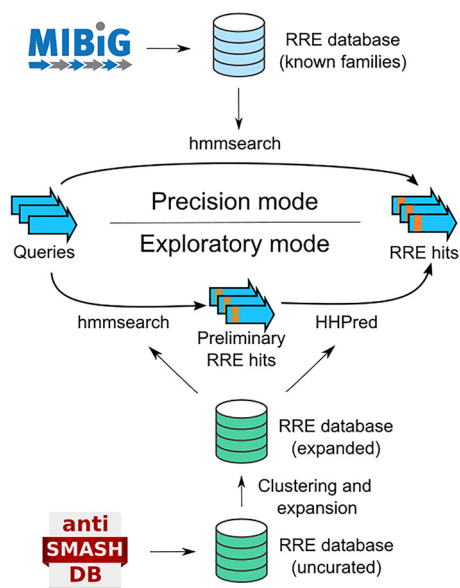 MIBiG
RRE database
(known families)
hmmsearch
Precision mode
Exploratory mode
Queries
RRE hits
hmmsearch
Preliminary
RRE hits
HHPred
RRE database
(expanded)
Clustering and
expansion
anti
SMASH
DB
RRE database
(uncurated)